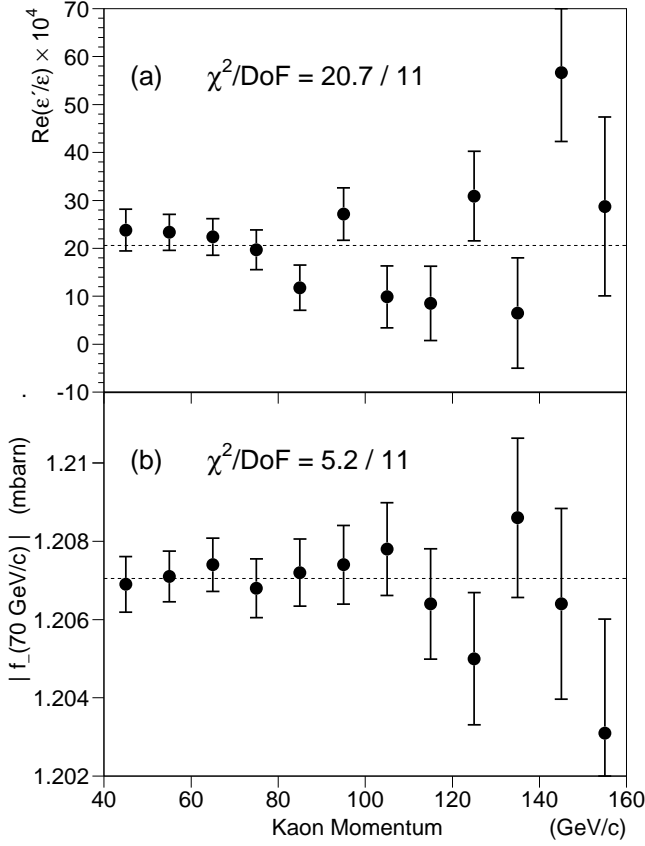 Re(ε′/ε) × 10⁴
70
60
50
40
30
20
10
0
-10
(a) χ²/DoF = 20.7 / 11
| f_(70 GeV/c) | (mbarn)
1.21
1.208
1.206
1.204
1.202
(b) χ²/DoF = 5.2 / 11
40 60 80 100 120 140 160
Kaon Momentum (GeV/c)